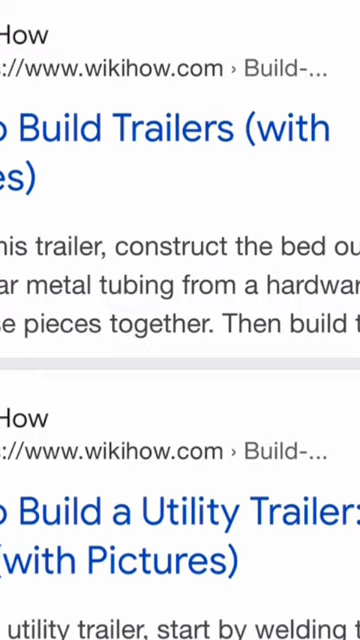 How
s://www.wikihow.com › Build-...
o Build Trailers (with
es)
his trailer, construct the bed ou
ar metal tubing from a hardwar
se pieces together. Then build t
How
s://www.wikihow.com › Build-...
o Build a Utility Trailer:
(with Pictures)
utility trailer, start by welding t